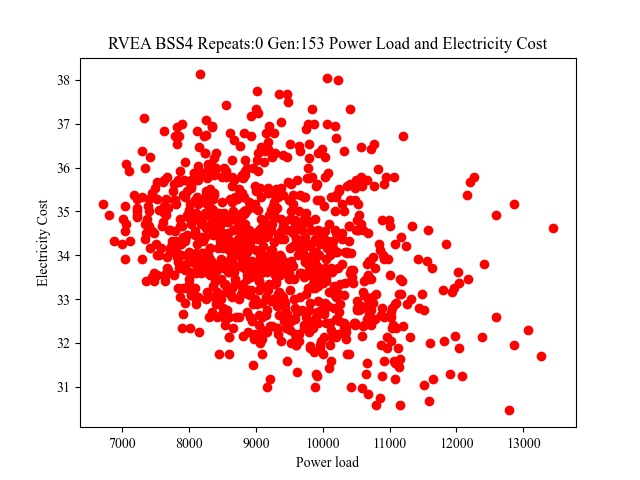 RVEA BSS4 Repeats:0 Gen:153 Power Load and Electricity Cost
38
37
36
35
34
33
32
31
Electricity Cost
7000 8000 9000 10000 11000 12000 13000
Power load